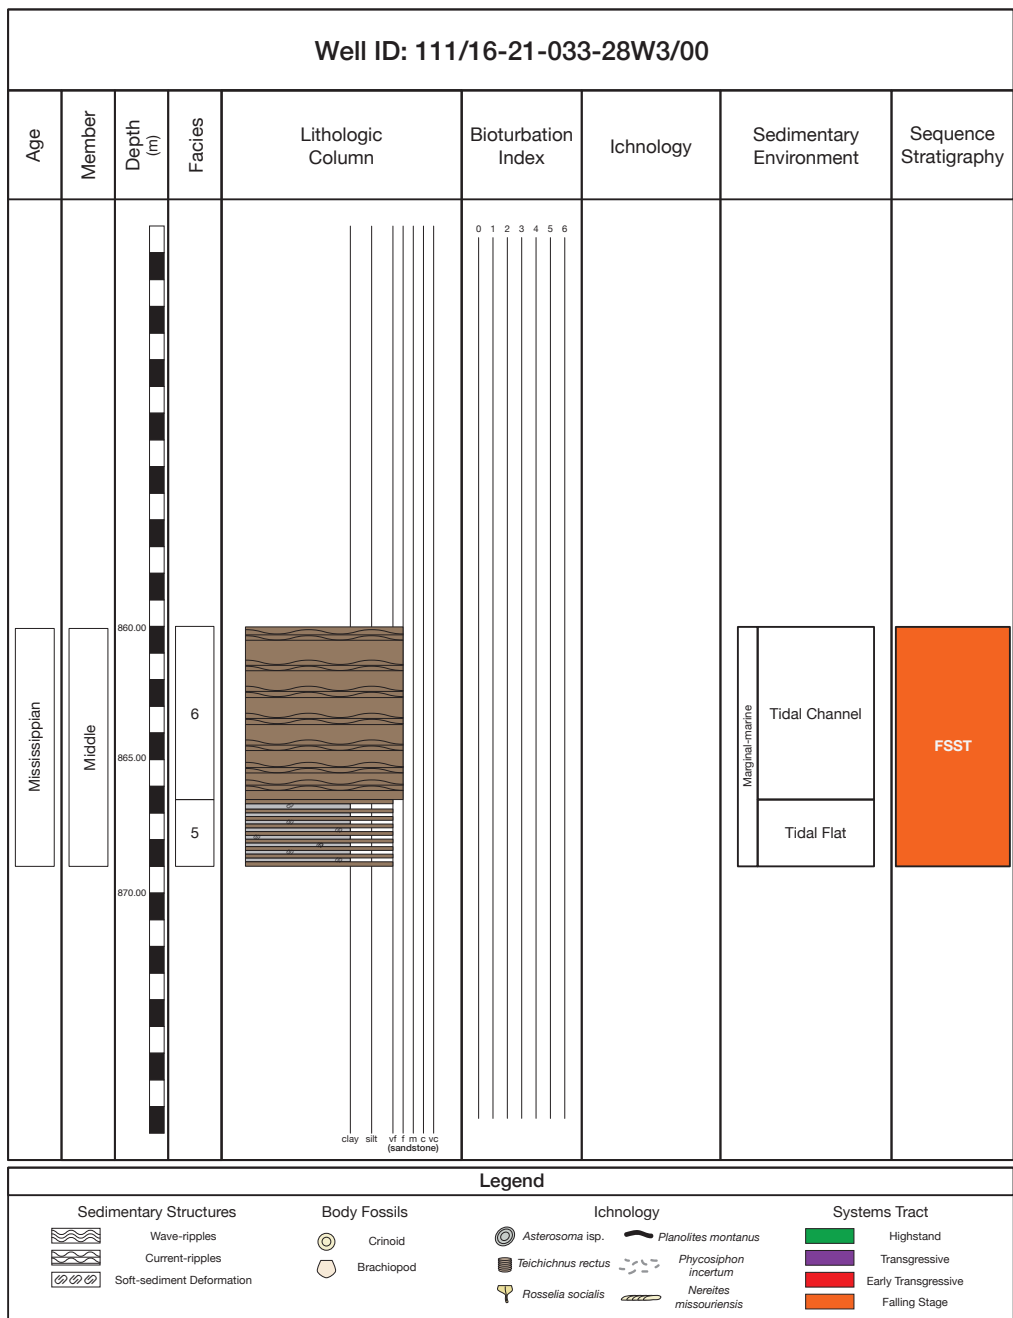 Well ID: 111/16-21-033-28W3/00
Age
Member
Depth
(m)
Facies
Lithologic
Column
Bioturbation
Index
Ichnology
Sedimentary
Environment
Sequence
Stratigraphy
0 1 2 3 4 5 6
860.00
865.00
870.00
Mississippian
Middle
6
5
Marginal-marine
Tidal Channel
Tidal Flat
FSST
clay silt vf f m c vc
(sandstone)
Legend
Sedimentary Structures
Wave-ripples
Current-ripples
Soft-sediment Deformation
Body Fossils
Crinoid
Brachiopod
Ichnology
Asterosoma isp.
Teichichnus rectus
Rosselia socialis
Planolites montanus
Phycosiphon
incertum
Nereites
missouriensis
Systems Tract
Highstand
Transgressive
Early Transgressive
Falling Stage